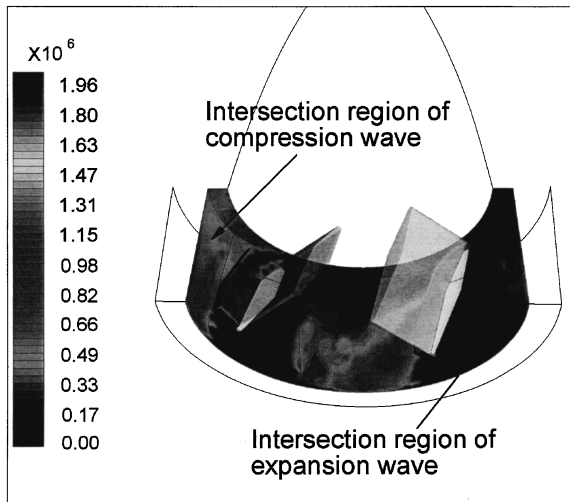 X10 6
1.96
1.80
1.63
1.47
1.31
1.15
0.98
0.82
0.66
0.49
0.33
0.17
0.00
Intersection region of
compression wave
Intersection region of
expansion wave